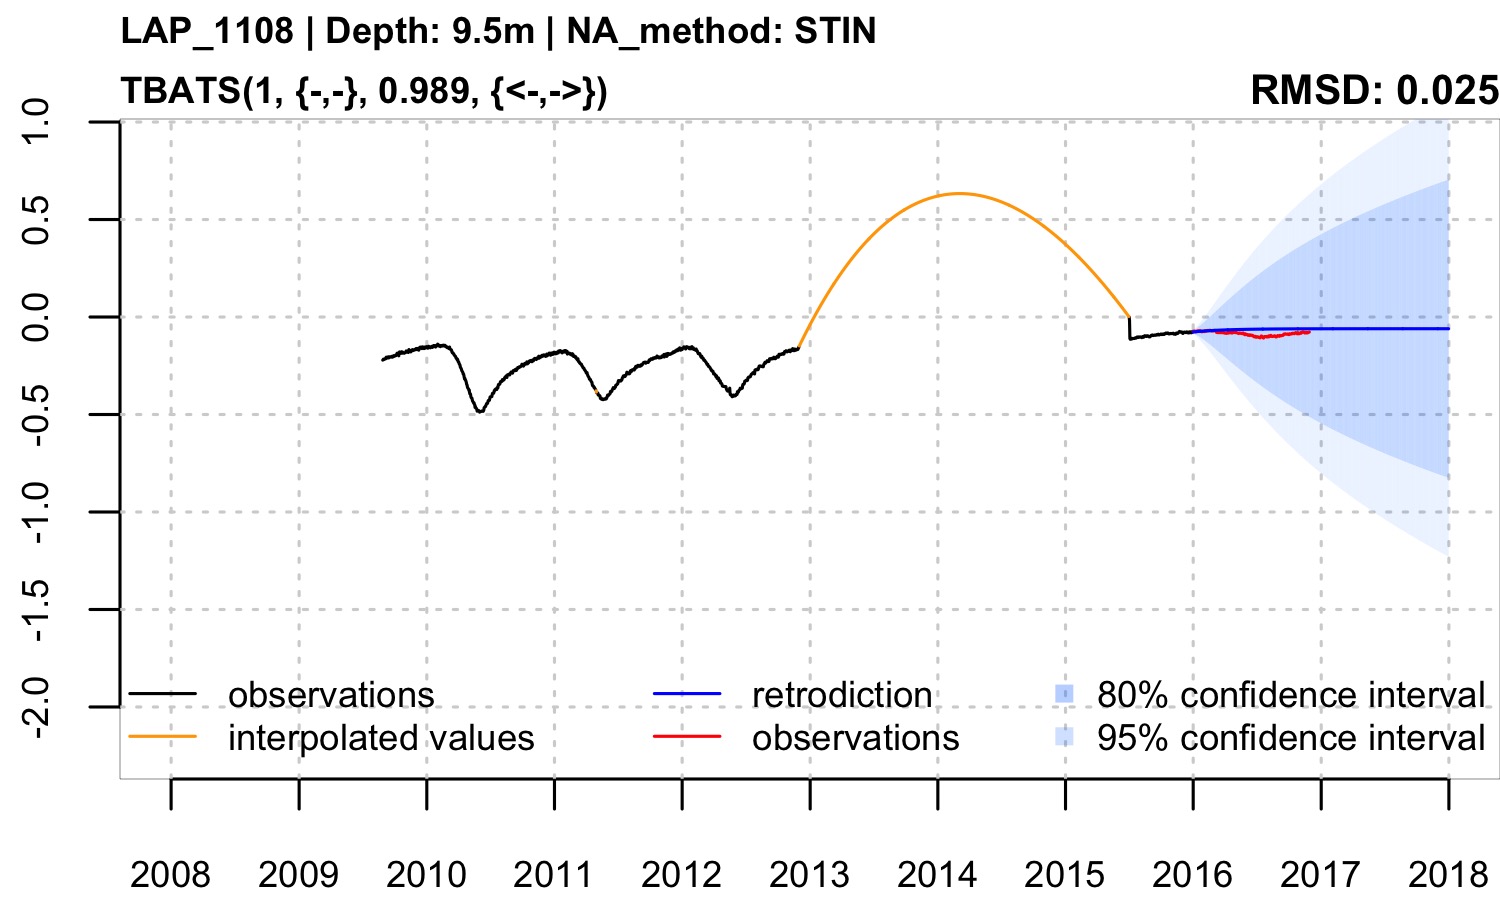 LAP_1108 | Depth: 9.5m | NA_method: STIN
TBATS(1, {-,-}, 0.989, {<-,->})
RMSD: 0.025
1.0
0.5
0.0
-0.5
-1.0
-1.5
-2.0
observations
retrodiction
80% confidence interval
interpolated values
observations
95% confidence interval
2008 2009 2010 2011 2012 2013 2014 2015 2016 2017 2018